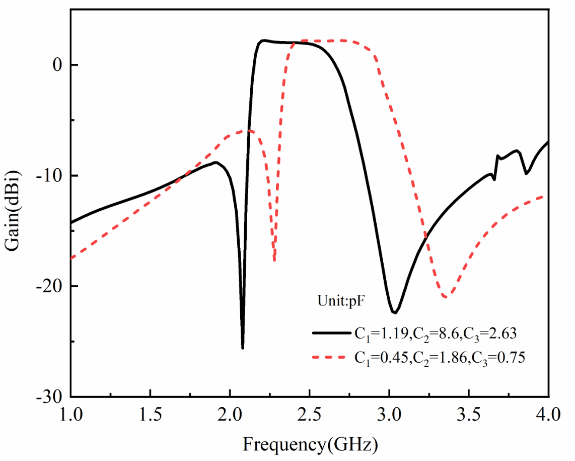 0
-10
-20
-30
Gain(dBi)
Unit:pF
C₁=1.19,C₂=8.6,C₃=2.63
C₁=0.45,C₂=1.86,C₃=0.75
1.0 1.5 2.0 2.5 3.0 3.5 4.0
Frequency(GHz)